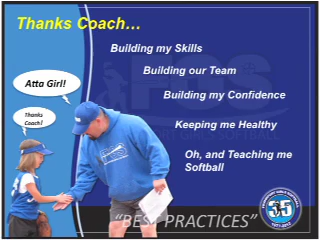 Thanks Coach…
Building my Skills
Building our Team
Atta Girl!
Building my Confidence
Thanks
Coach!
Keeping me Healthy
Oh, and Teaching me
Softball
35
"BEST PRACTICES"